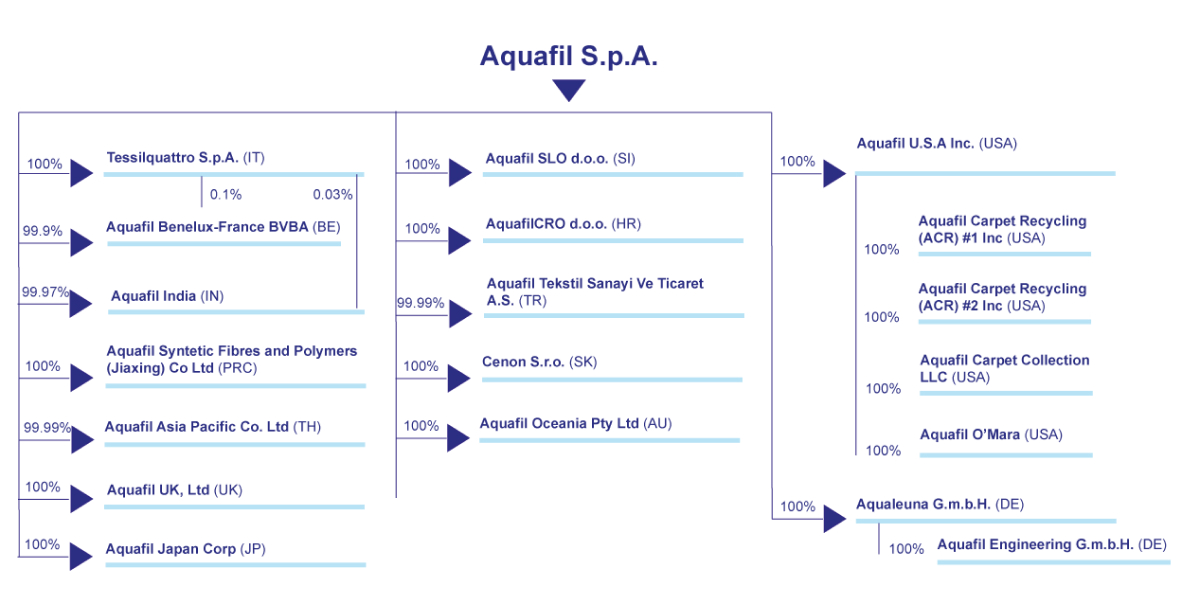 Aquafil S.p.A.
100%
Tessilquattro S.p.A. (IT)
0.1%
0.03%
99.9%
Aquafil Benelux-France BVBA (BE)
99.97%
Aquafil India (IN)
100%
Aquafil Syntetic Fibres and Polymers
(Jiaxing) Co Ltd (PRC)
99.99%
Aquafil Asia Pacific Co. Ltd (TH)
100%
Aquafil UK, Ltd (UK)
100%
Aquafil Japan Corp (JP)
100%
Aquafil SLO d.o.o. (SI)
100%
AquafilCRO d.o.o. (HR)
99.99%
Aquafil Tekstil Sanayi Ve Ticaret
A.S. (TR)
100%
Cenon S.r.o. (SK)
100%
Aquafil Oceania Pty Ltd (AU)
100%
Aquafil U.S.A Inc. (USA)
100%
Aquafil Carpet Recycling
(ACR) #1 Inc (USA)
100%
Aquafil Carpet Recycling
(ACR) #2 Inc (USA)
100%
Aquafil Carpet Collection
LLC (USA)
100%
Aquafil O’Mara (USA)
100%
Aqualeuna G.m.b.H. (DE)
100%
Aquafil Engineering G.m.b.H. (DE)